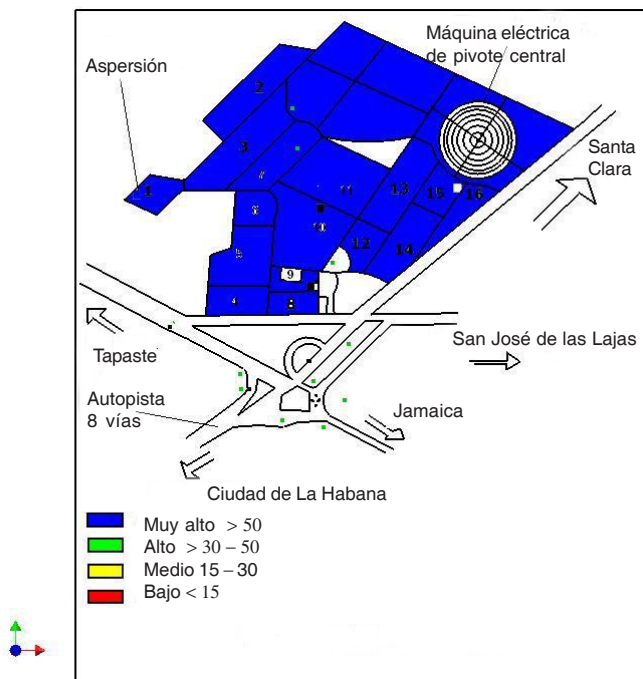 Máquina eléctrica
de pivote central
Aspersión
Santa
Clara
2
3
7
1
11
13
15
16
10
12
14
9
8
4
Tapaste
San José de las Lajas
Autopista
8 vías
Jamaica
Ciudad de La Habana
Muy alto > 50
Alto > 30 – 50
Medio 15 – 30
Bajo < 15